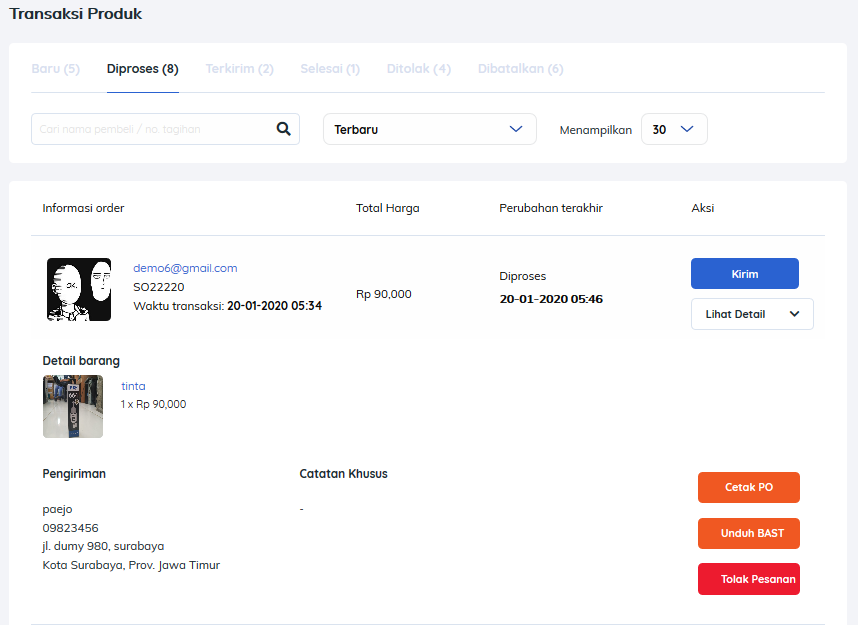 Transaksi Produk
Baru (5) Diproses (8) Terkirim (2) Selesai (1) Ditolak (4) Dibatalkan (6)
Cari nama pembeli / no. tagihan
Terbaru
Menampilkan 30
Informasi order Total Harga Perubahan terakhir Aksi
demo6@gmail.com
SO22220
Waktu transaksi: 20-01-2020 05:34
Rp 90,000
Diproses
20-01-2020 05:46
Kirim
Lihat Detail
Detail barang
tinta
1 x Rp 90,000
Pengiriman
paejo
09823456
jl. dumy 980, surabaya
Kota Surabaya, Prov. Jawa Timur
Catatan Khusus
-
Cetak PO
Unduh BAST
Tolak Pesanan